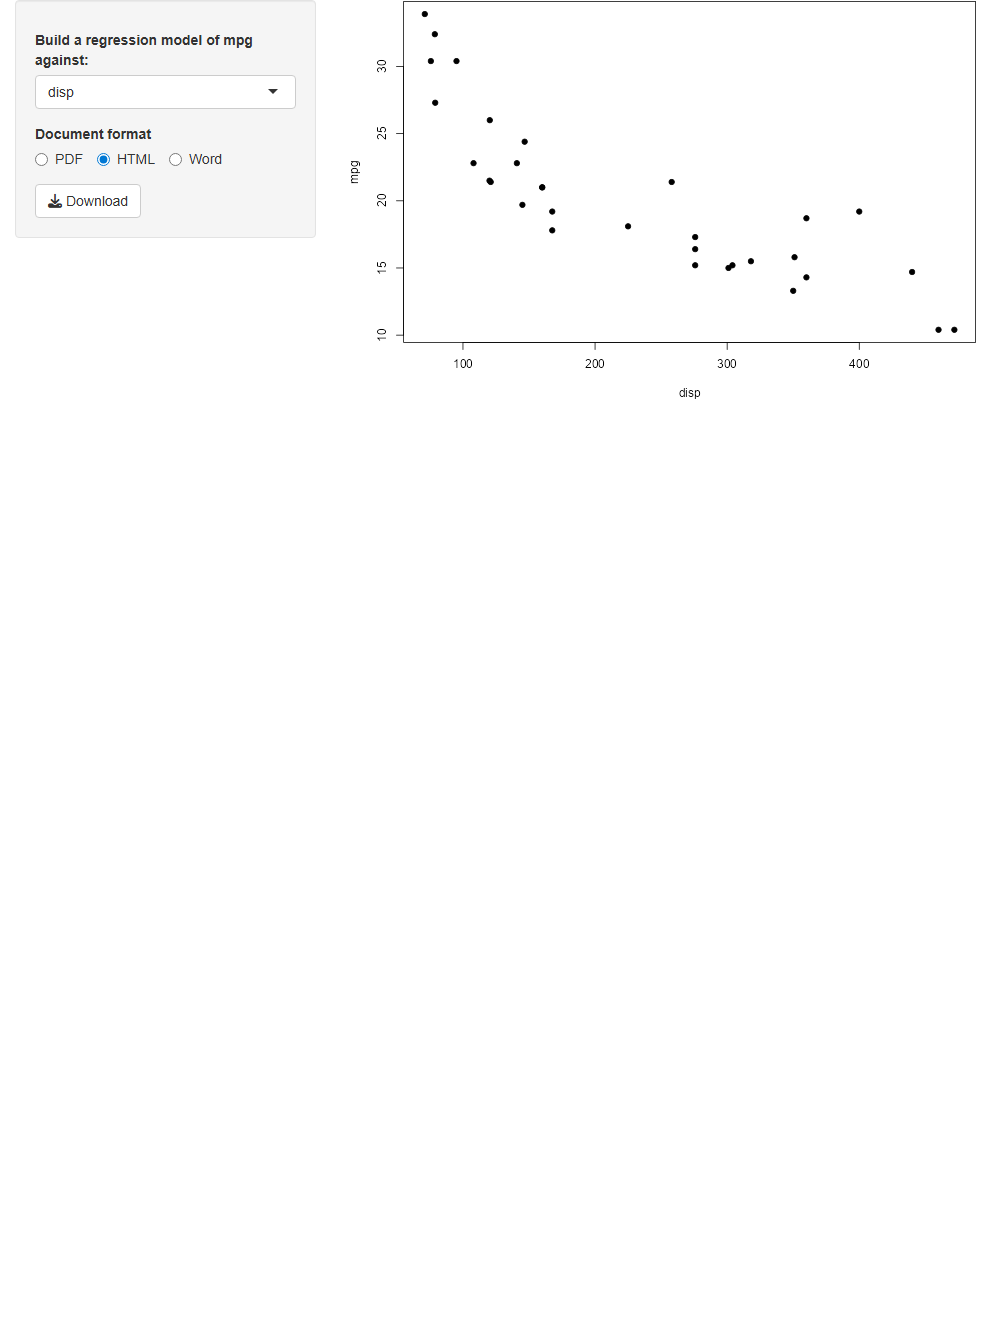 Build a regression model of mpg
against:
disp
Document format
PDF HTML Word
Download
mpg
30
25
20
15
10
100 200 300 400
disp